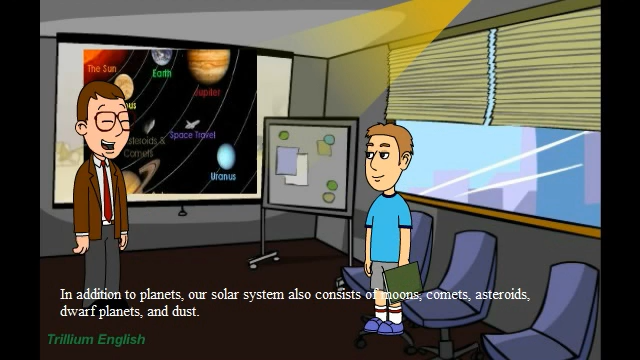 The Sun
Earth
Jupiter
Space Travel
Comets
Uranus
In addition to planets, our solar system also consists of moons, comets, asteroids,
dwarf planets, and dust.
Trillium English